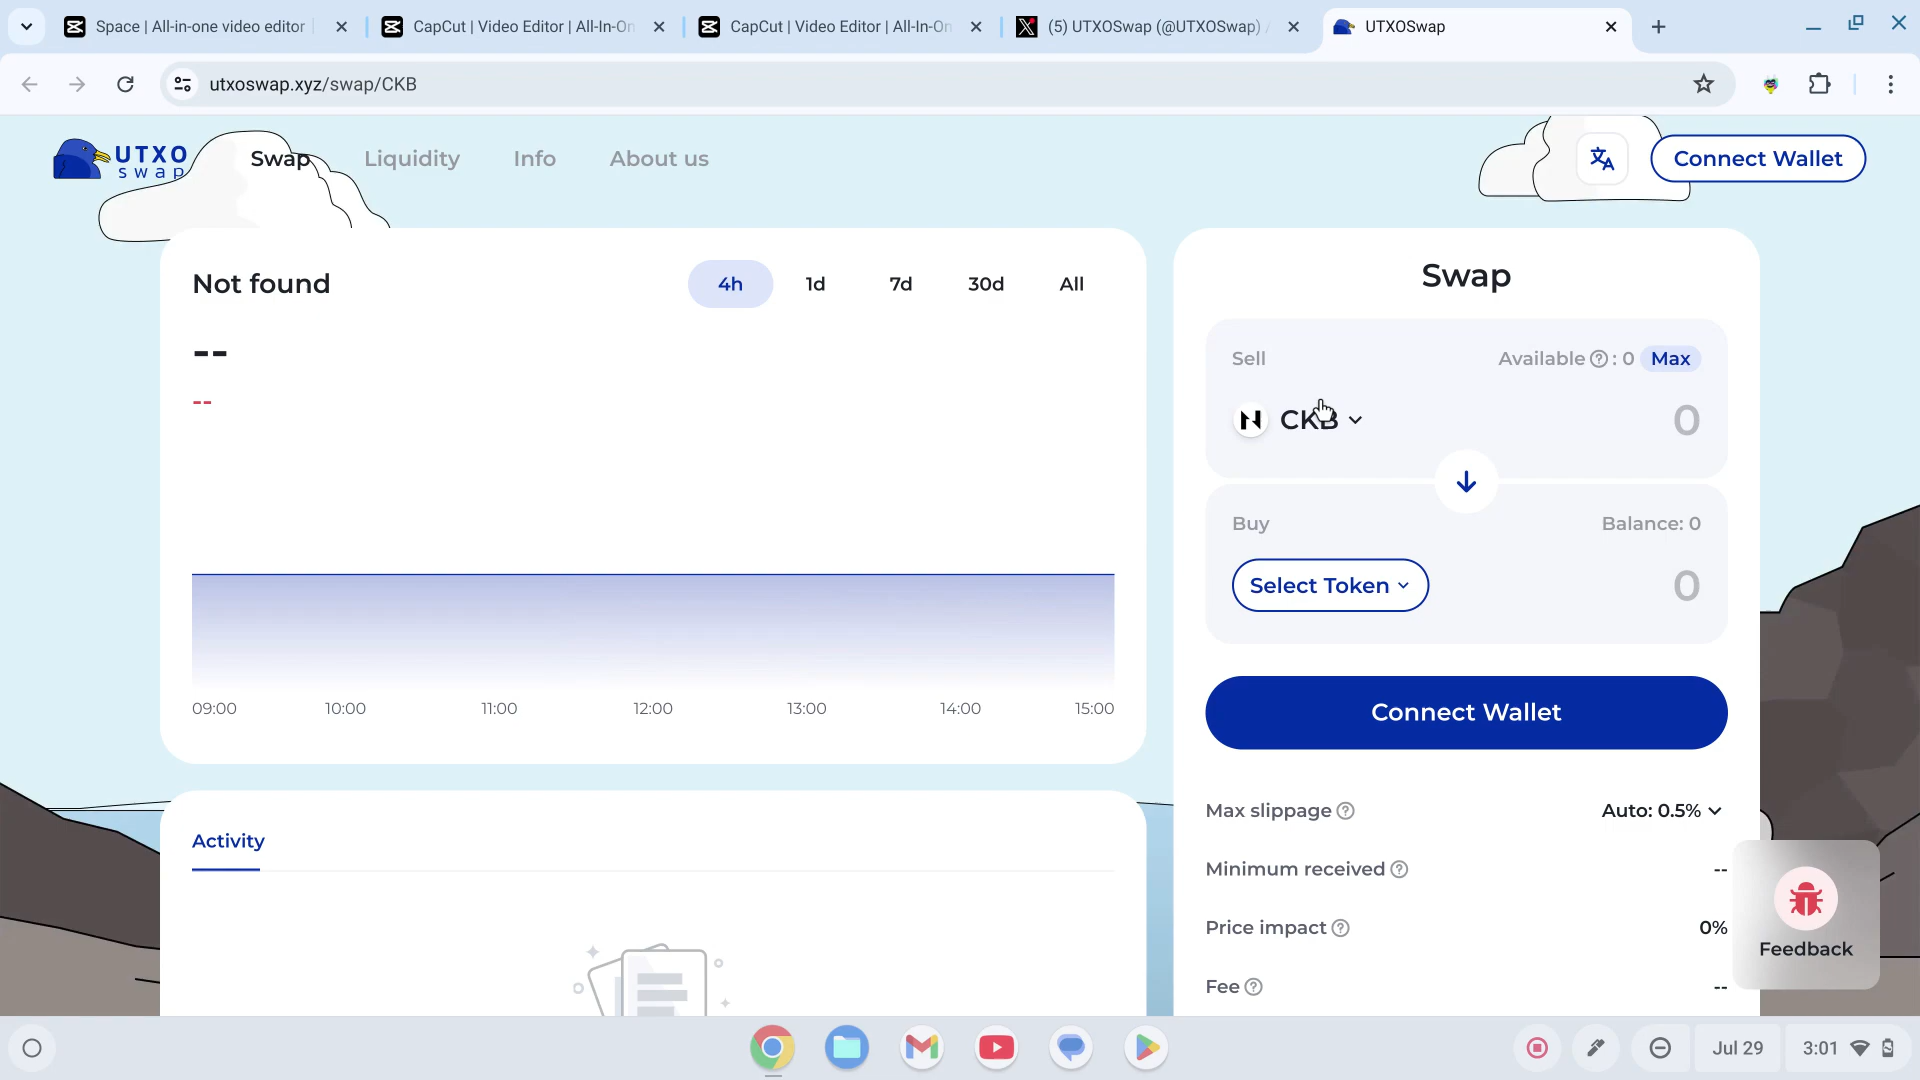 Space | All-in-one video editor
CapCut | Video Editor | All-In-On
CapCut | Video Editor | All-In-On
(5) UTXOSwap (@UTXOSwap) /
UTXOSwap
utxoswap.xyz/swap/CKB
UTXO
swap
Swap
Liquidity
Info
About us
Connect Wallet
Not found
4h
1d
7d
30d
All
--
--
09:00
10:00
11:00
12:00
13:00
14:00
15:00
Activity
Swap
Sell
Available ? : 0
Max
CKB
0
Buy
Balance: 0
Select Token
0
Connect Wallet
Max slippage ?
Auto: 0.5%
Minimum received ?
--
Price impact ?
0%
Fee ?
--
Feedback
Jul 29
3:01